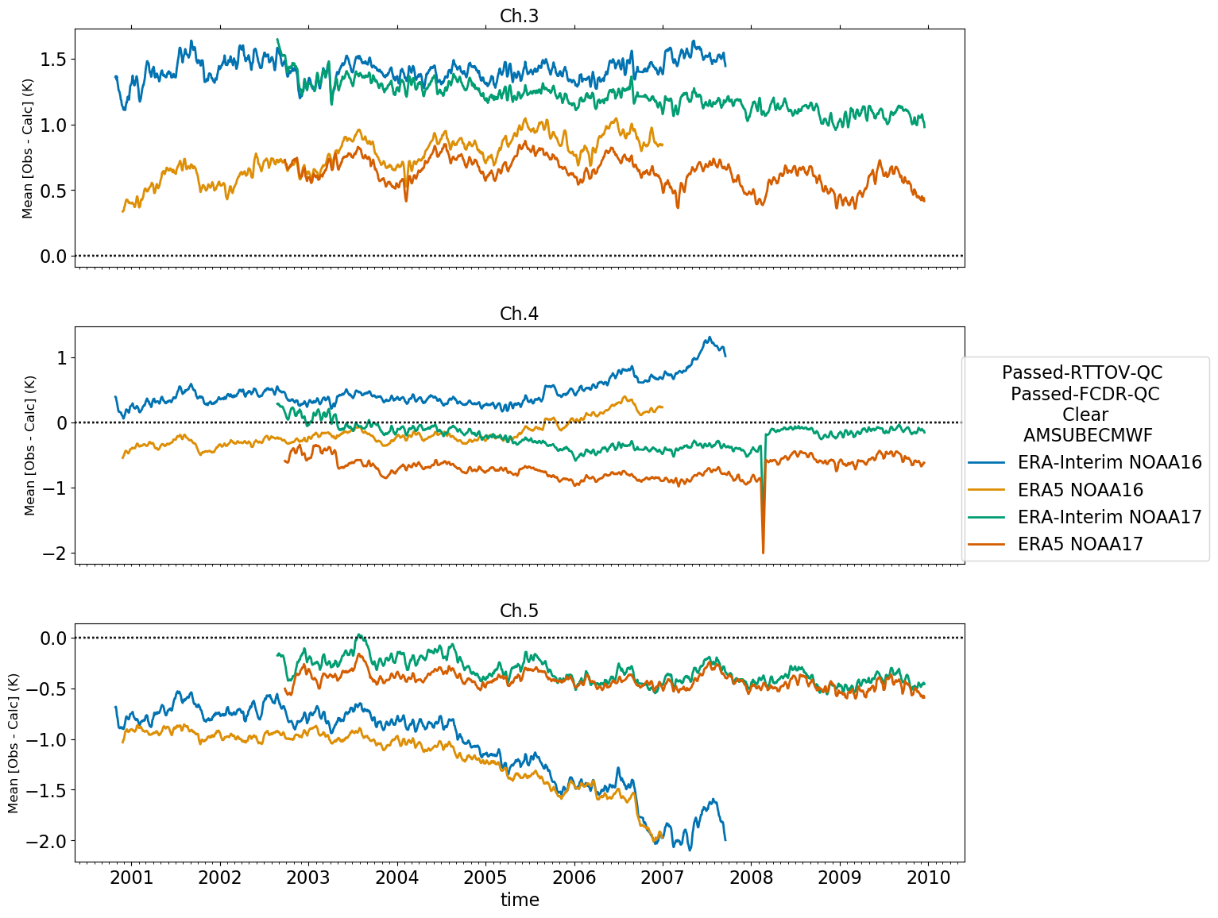 Ch.3
Mean [Obs - Calc] (K)
1.5
1.0
0.5
0.0
Ch.4
Mean [Obs - Calc] (K)
1
0
−1
−2
Passed-RTTOV-QC
Passed-FCDR-QC
Clear
AMSUBECMWF
ERA-Interim NOAA16
ERA5 NOAA16
ERA-Interim NOAA17
ERA5 NOAA17
Ch.5
Mean [Obs - Calc] (K)
0.0
−0.5
−1.0
−1.5
−2.0
2001 2002 2003 2004 2005 2006 2007 2008 2009 2010
time